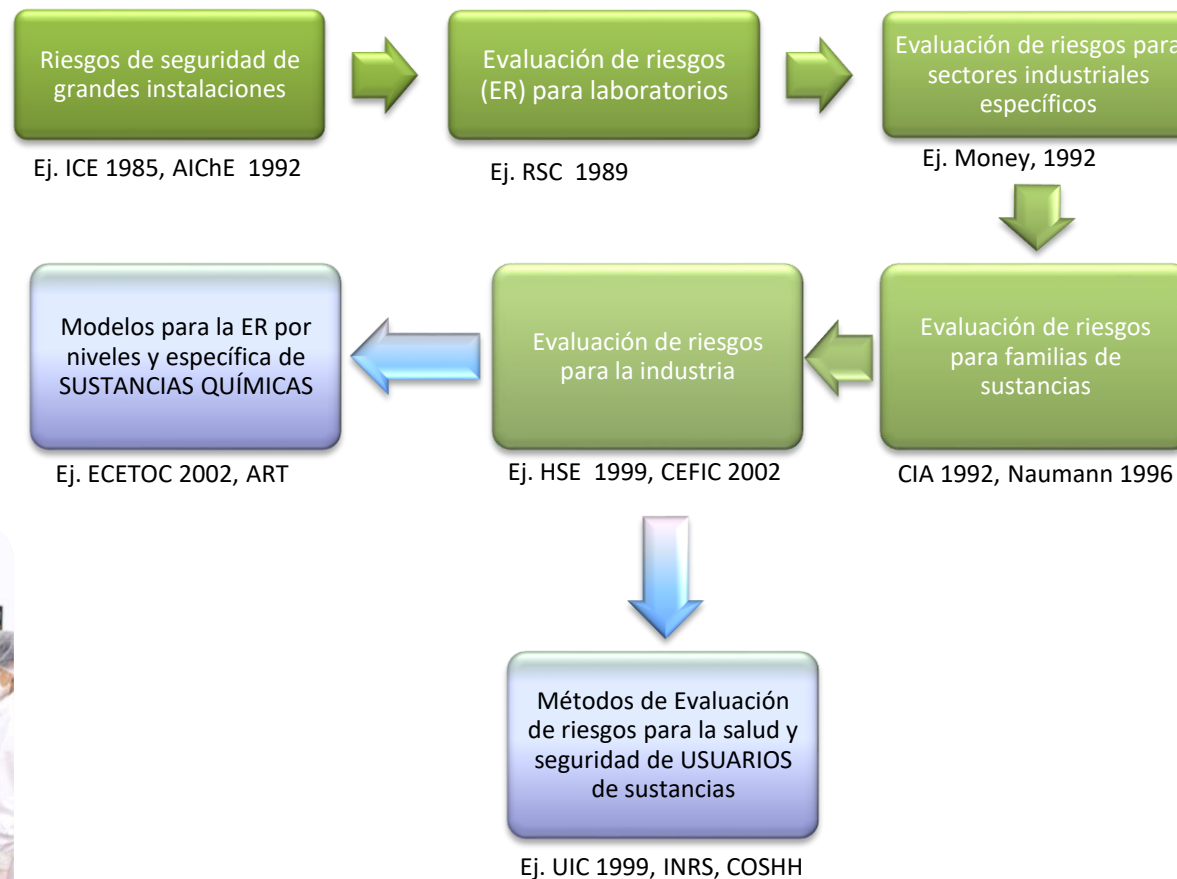 Riesgos de seguridad de
grandes instalaciones
Ej. ICE 1985, AIChE 1992
Evaluación de riesgos
(ER) para laboratorios
Ej. RSC 1989
Evaluación de riesgos para
sectores industriales
específicos
Ej. Money, 1992
Modelos para la ER por
niveles y específica de
SUSTANCIAS QUÍMICAS
Ej. ECETOC 2002, ART
Evaluación de riesgos
para la industria
Ej. HSE 1999, CEFIC 2002
Evaluación de riesgos
para familias de
sustancias
CIA 1992, Naumann 1996
Métodos de Evaluación
de riesgos para la salud y
seguridad de USUARIOS
de sustancias
Ej. UIC 1999, INRS, COSHH